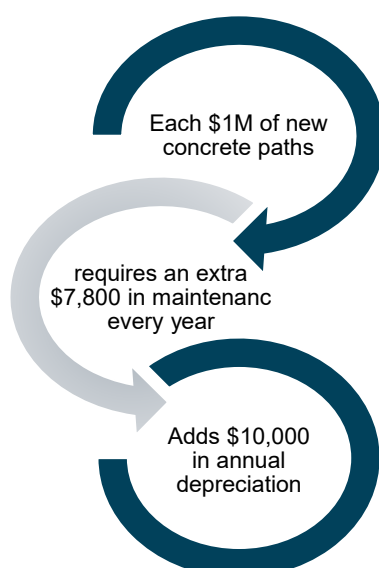 Each $1M of new
concrete paths
requires an extra
$7,800 in maintenanc
every year
Adds $10,000
in annual
depreciation